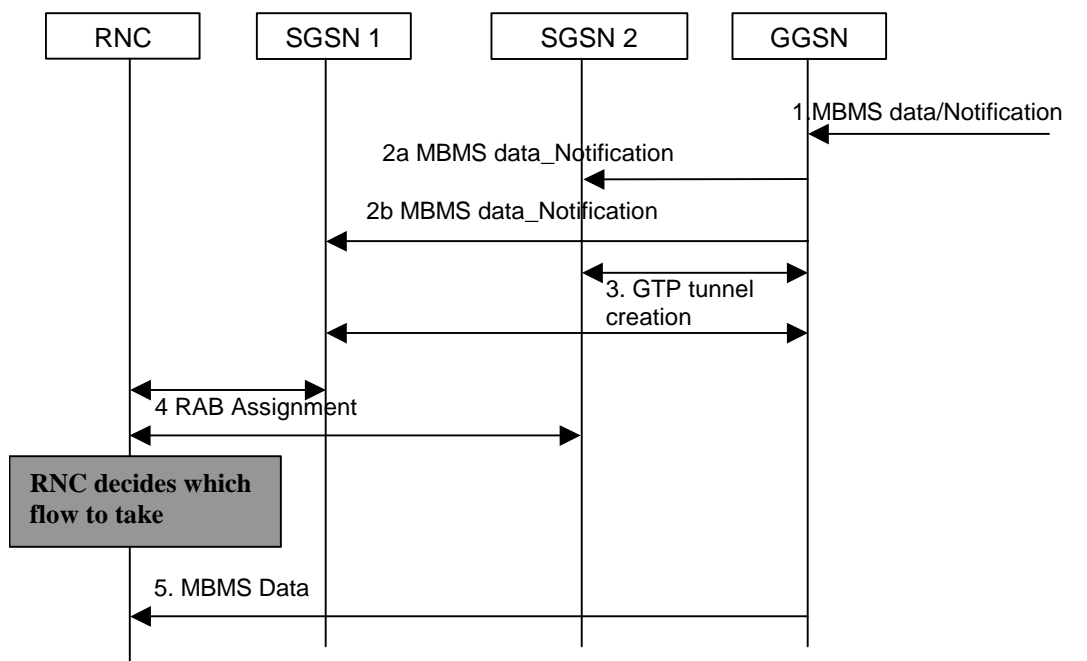 RNC
SGSN 1
SGSN 2
GGSN
1.MBMS data/Notification
2a MBMS data_Notification
2b MBMS data_Notification
3. GTP tunnel
creation
4 RAB Assignment
RNC decides which
flow to take
5. MBMS Data